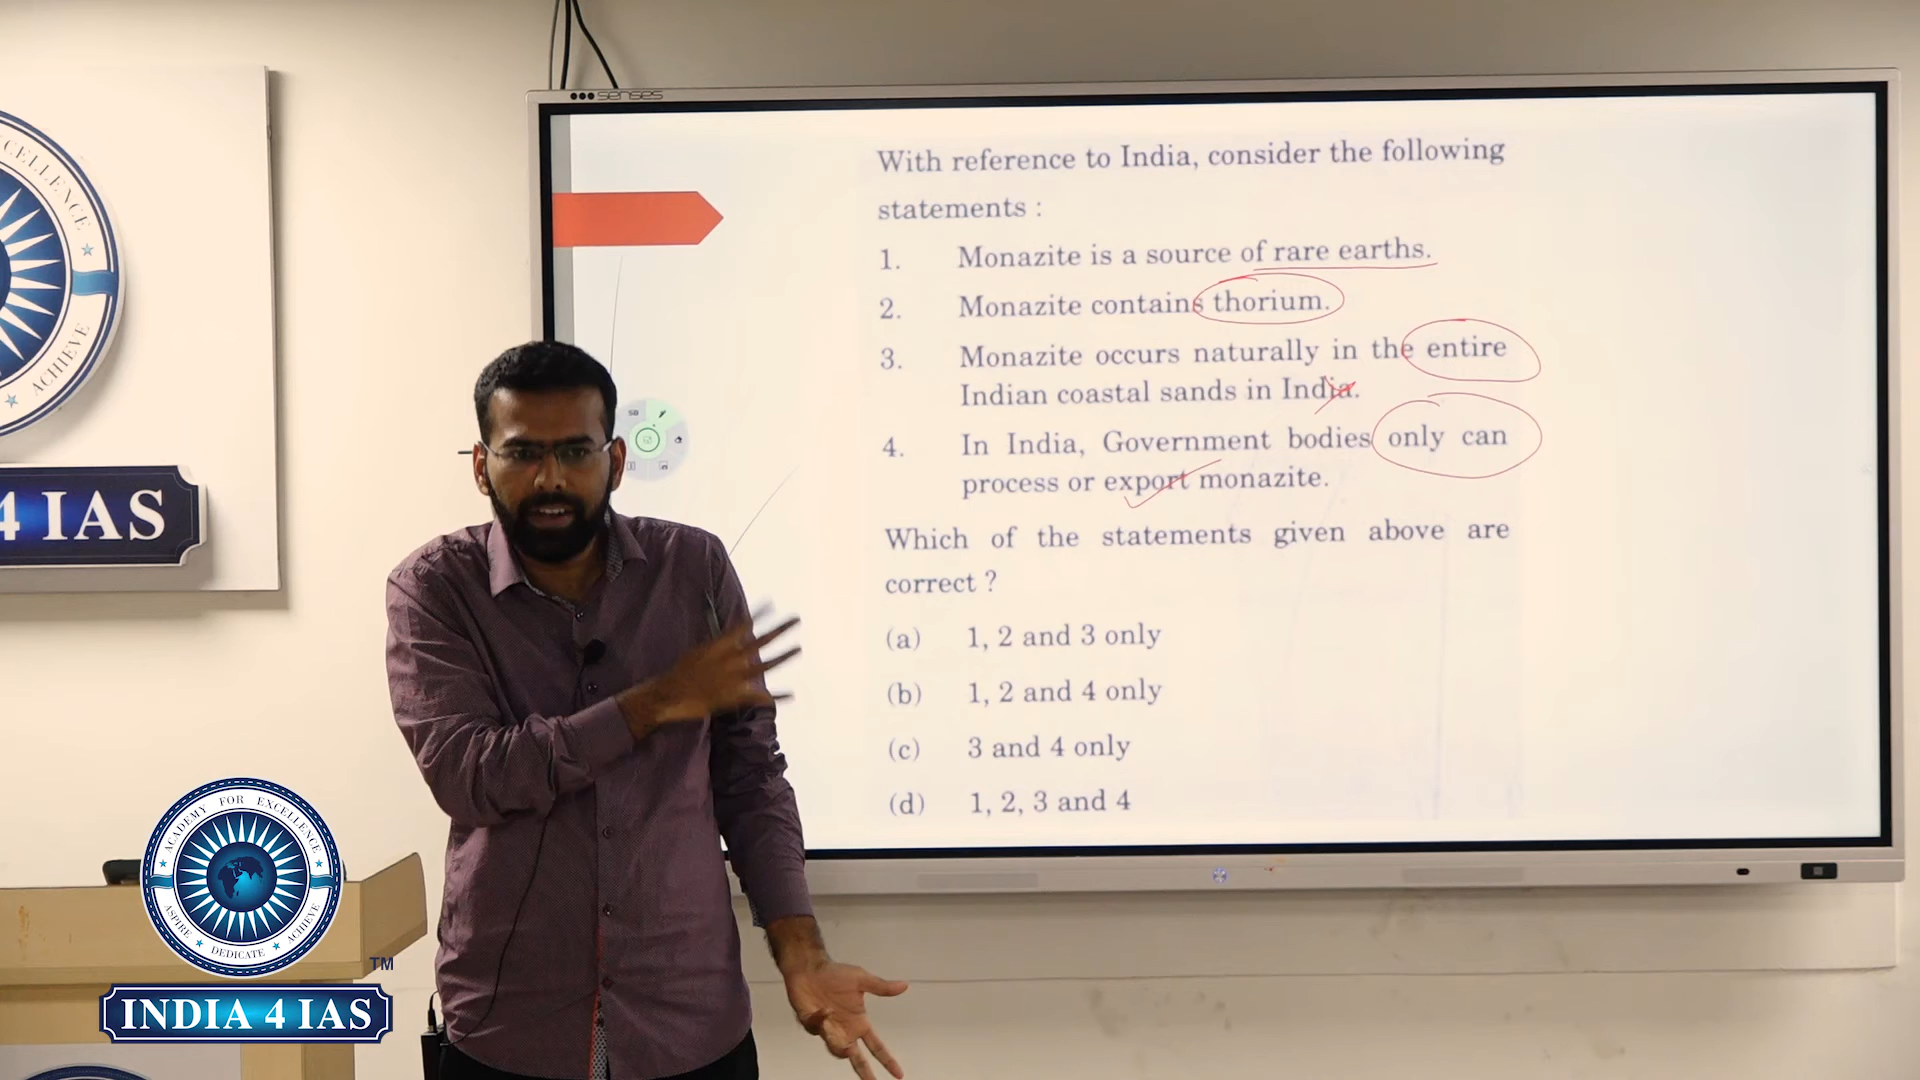 senses
With reference to India, consider the following
statements :
1. Monazite is a source of rare earths.
2. Monazite contains thorium.
3. Monazite occurs naturally in the entire
Indian coastal sands in India.
4. In India, Government bodies only can
process or export monazite.
Which of the statements given above are
correct ?
(a) 1, 2 and 3 only
(b) 1, 2 and 4 only
(c) 3 and 4 only
(d) 1, 2, 3 and 4
ACHIEVE
4 IAS
ACADEMY FOR EXCELLENCE
ASPIRE ★ DEDICATE ★ ACHIEVE
TM
INDIA 4 IAS